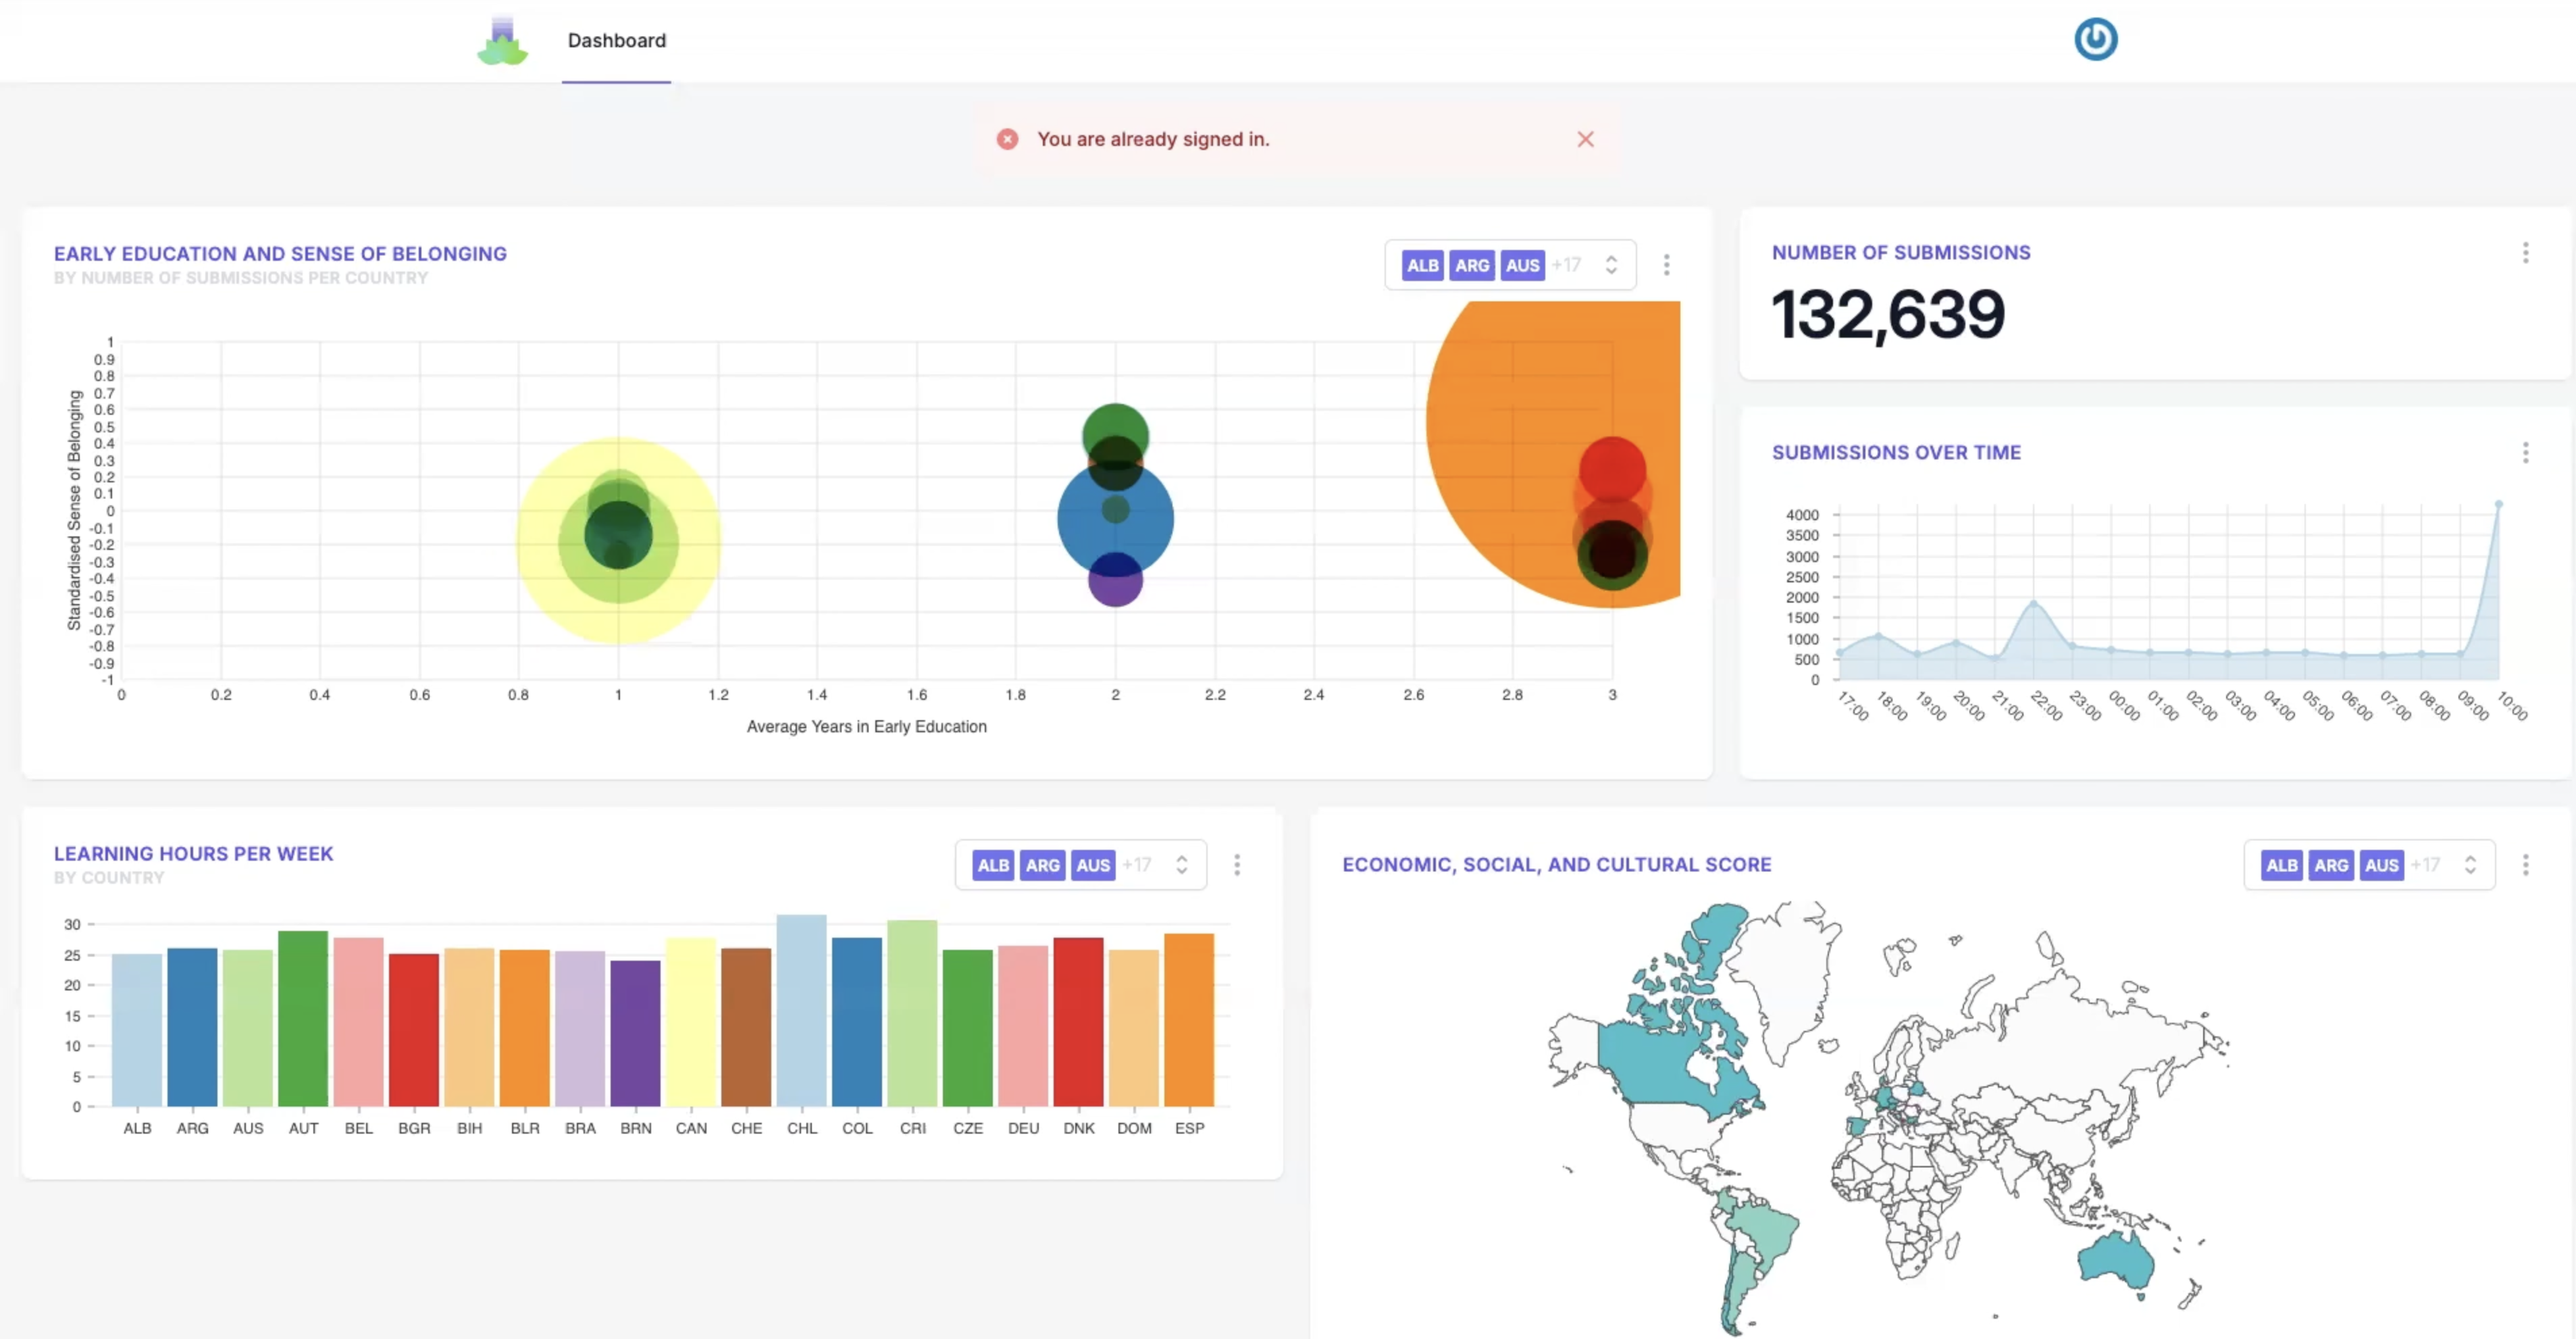 Dashboard
You are already signed in.
EARLY EDUCATION AND SENSE OF BELONGING
BY NUMBER OF SUBMISSIONS PER COUNTRY
ALB ARG AUS +17
Standardised Sense of Belonging
1
0.9
0.8
0.7
0.6
0.5
0.4
0.3
0.2
0.1
0
-0.1
-0.2
-0.3
-0.4
-0.5
-0.6
-0.7
-0.8
-0.9
-1
0 0.2 0.4 0.6 0.8 1 1.2 1.4 1.6 1.8 2 2.2 2.4 2.6 2.8 3
Average Years in Early Education
NUMBER OF SUBMISSIONS
132,639
SUBMISSIONS OVER TIME
4000
3500
3000
2500
2000
1500
1000
500
0
17:00 18:00 19:00 20:00 21:00 22:00 23:00 00:00 01:00 02:00 03:00 04:00 05:00 06:00 07:00 08:00 09:00 10:00
LEARNING HOURS PER WEEK
BY COUNTRY
ALB ARG AUS +17
30
25
20
15
10
5
0
ALB ARG AUS AUT BEL BGR BIH BLR BRA BRN CAN CHE CHL COL CRI CZE DEU DNK DOM ESP
ECONOMIC, SOCIAL, AND CULTURAL SCORE
ALB ARG AUS +17